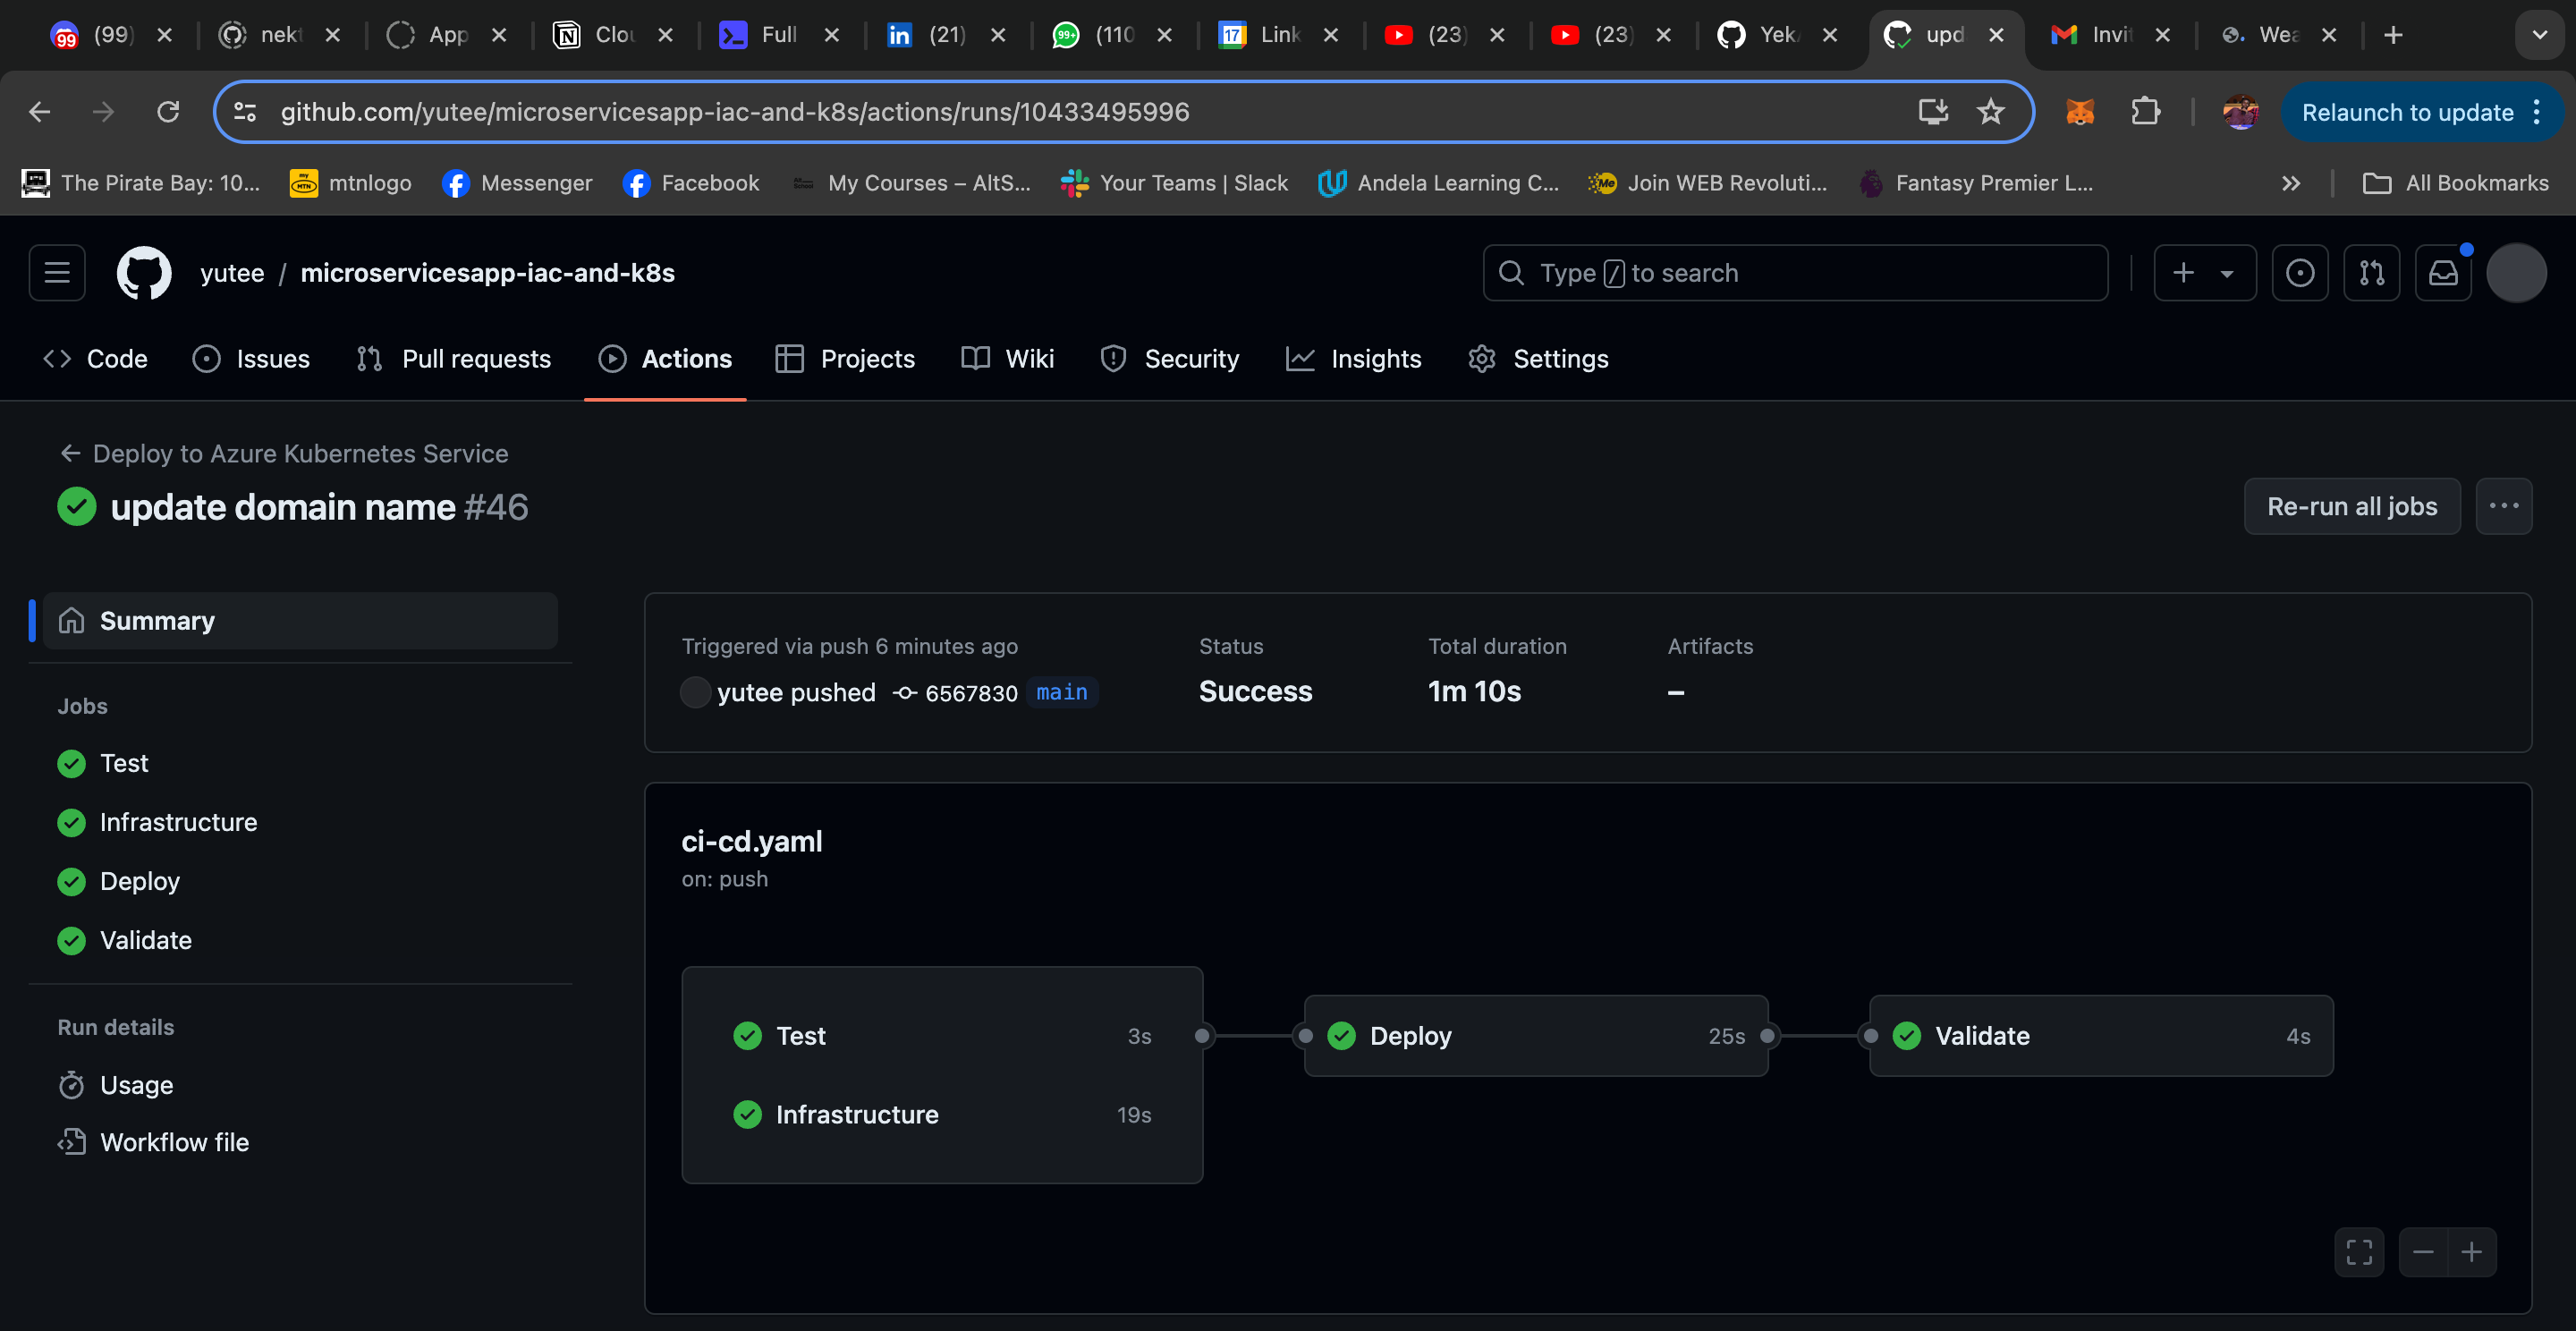 99 (99) nekt App Clou Full (21) 99+ (110 17 Link (23) (23) Yek upd Invit Wea
github.com/yutee/microservicesapp-iac-and-k8s/actions/runs/10433495996 Relaunch to update
The Pirate Bay: 10... mtnlogo Messenger Facebook My Courses – AltS... Your Teams | Slack Andela Learning C... Join WEB Revoluti... Fantasy Premier L... All Bookmarks
yutee / microservicesapp-iac-and-k8s Type / to search
Code Issues Pull requests Actions Projects Wiki Security Insights Settings
Deploy to Azure Kubernetes Service
update domain name #46
Re-run all jobs
Summary
Jobs
Test
Infrastructure
Deploy
Validate
Run details
Usage
Workflow file
Triggered via push 6 minutes ago Status Total duration Artifacts
yutee pushed 6567830 main Success 1m 10s –
ci-cd.yaml
on: push
Test 3s Deploy 25s Validate 4s
Infrastructure 19s